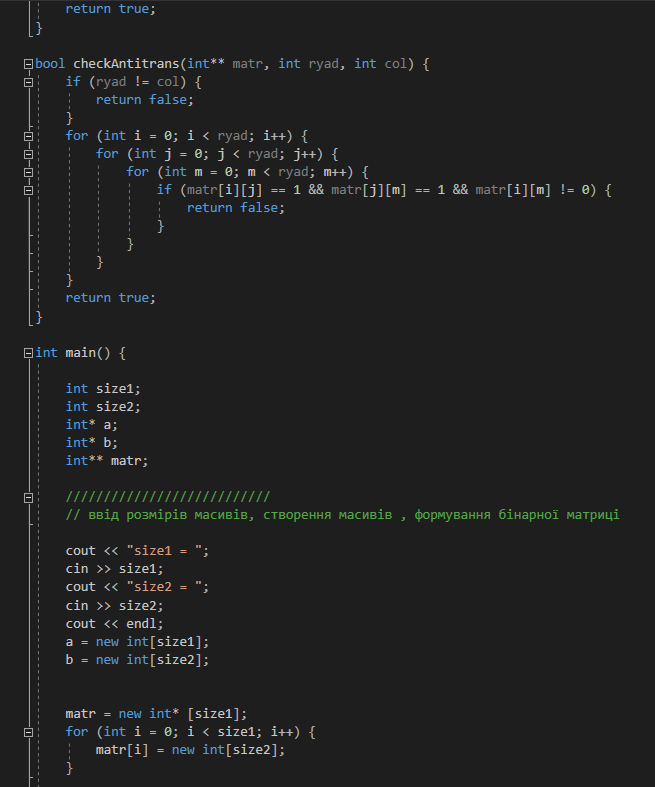 return true;
}
bool checkAntitrans(int** matr, int ryad, int col) {
    if (ryad != col) {
        return false;
    }
    for (int i = 0; i < ryad; i++) {
        for (int j = 0; j < ryad; j++) {
            for (int m = 0; m < ryad; m++) {
                if (matr[i][j] == 1 && matr[j][m] == 1 && matr[i][m] != 0) {
                    return false;
                }
            }
        }
    }
    return true;
}
int main() {
    int size1;
    int size2;
    int* a;
    int* b;
    int** matr;
    ///////////////////////////
    // ввід розмірів масивів, створення масивів , формування бінарної матриці
    cout << "size1 = ";
    cin >> size1;
    cout << "size2 = ";
    cin >> size2;
    cout << endl;
    a = new int[size1];
    b = new int[size2];
    matr = new int* [size1];
    for (int i = 0; i < size1; i++) {
        matr[i] = new int[size2];
    }